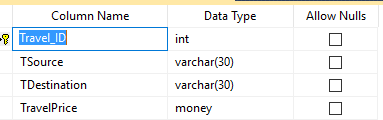 Column Name Data Type Allow Nulls
Travel_ID int
TSource varchar(30)
TDestination varchar(30)
TravelPrice money